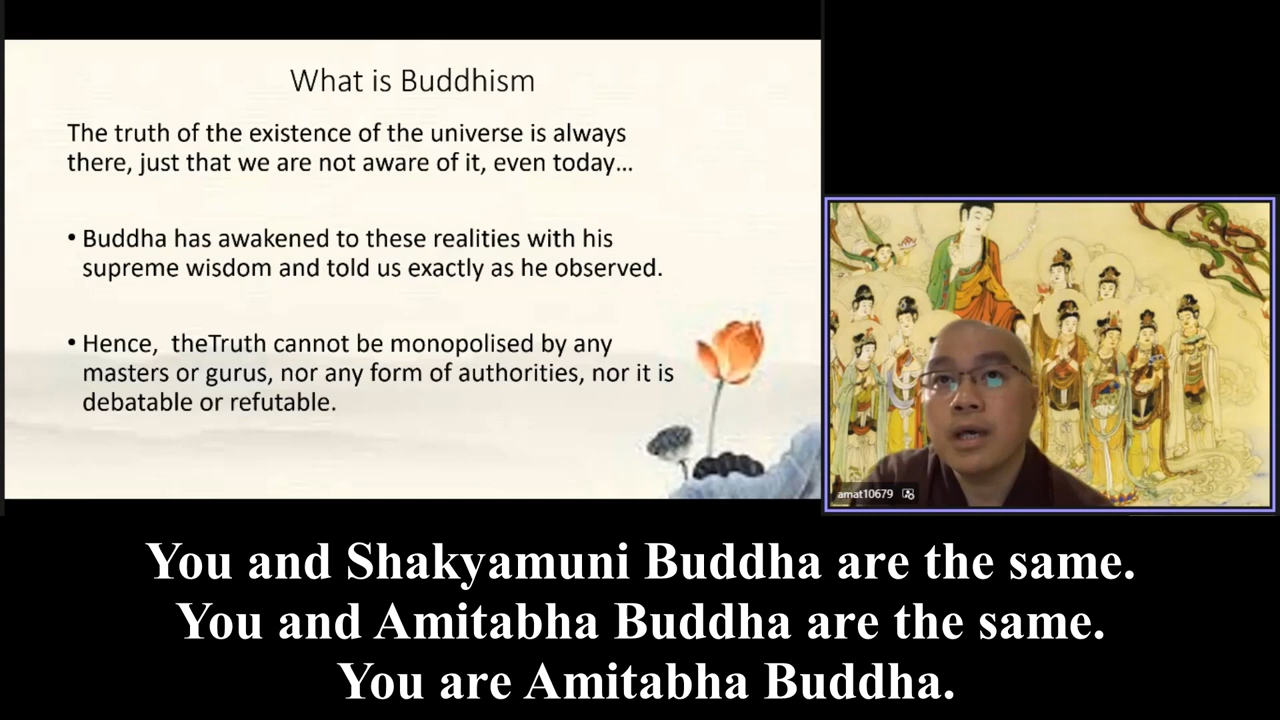 What is Buddhism
The truth of the existence of the universe is always
there, just that we are not aware of it, even today...
• Buddha has awakened to these realities with his
supreme wisdom and told us exactly as he observed.
• Hence,  theTruth cannot be monopolised by any
masters or gurus, nor any form of authorities, nor it is
debatable or refutable.
amat10679
You and Shakyamuni Buddha are the same.
You and Amitabha Buddha are the same.
You are Amitabha Buddha.